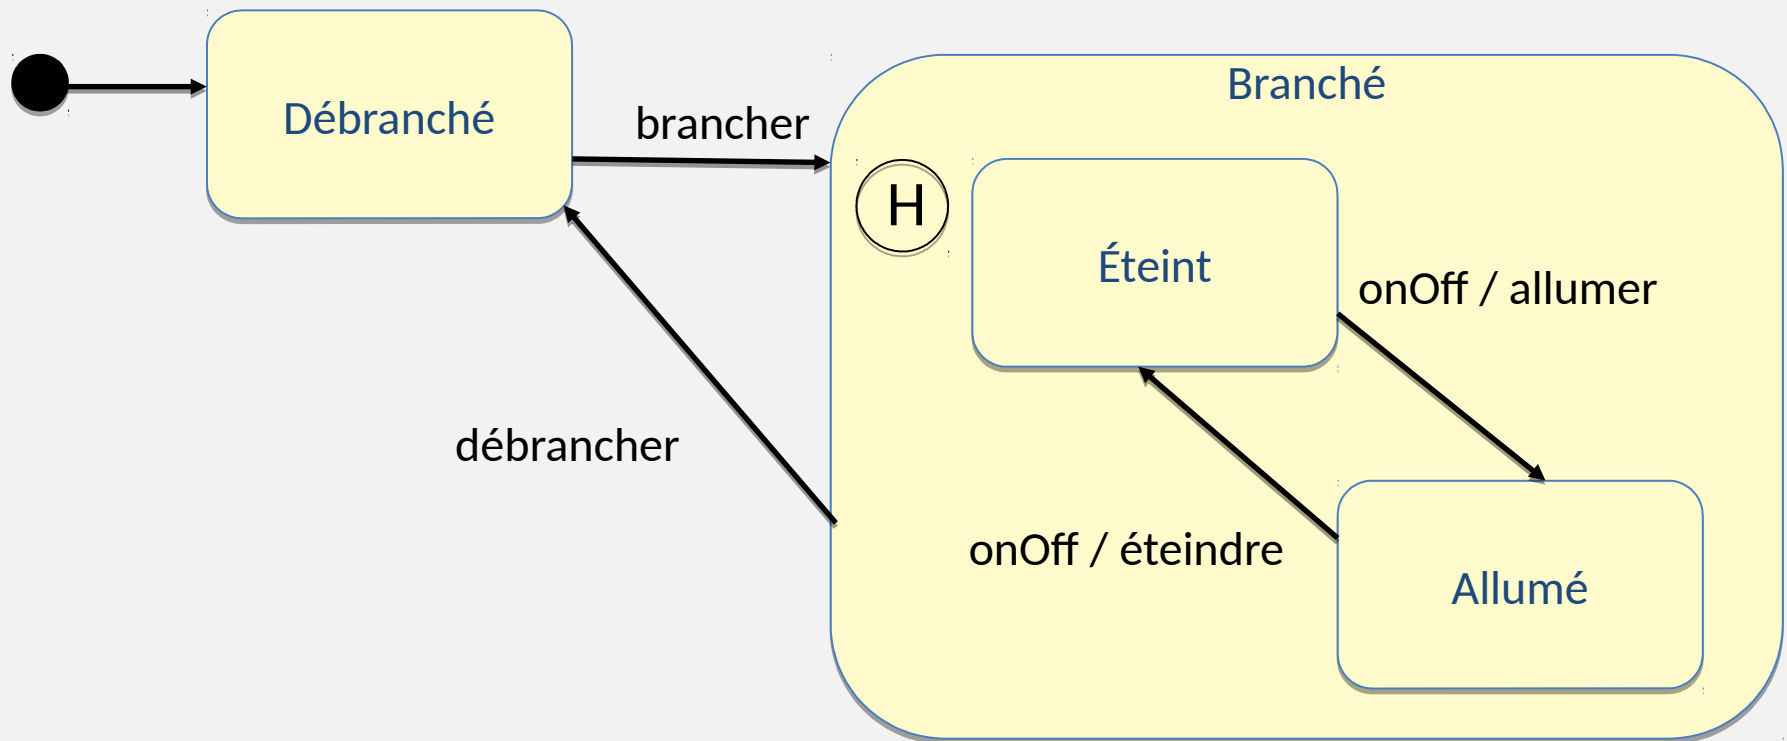 Débranché
brancher
Branché
H
Éteint
onOff / allumer
débrancher
onOff / éteindre
Allumé